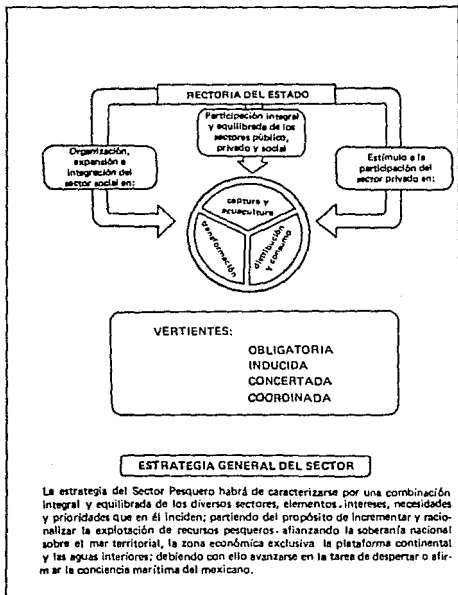 RECTORIA DEL ESTADO
Participación integral
y equilibrada de los
sectores público,
privado y social
Organización,
expansión e
integración del
sector social en:
Estímulo a la
participación del
sector privado en:
captura y
acuacultura
transformación
distribución
y consumo
VERTIENTES:
OBLIGATORIA
INDUCIDA
CONCERTADA
COORDINADA
ESTRATEGIA GENERAL DEL SECTOR
La estrategia del Sector Pesquero habrá de caracterizarse por una combinación
integral y equilibrada de los diversos sectores, elementos, intereses, necesidades
y prioridades que en él inciden; partiendo del propósito de incrementar y racio-
nalizar la explotación de recursos pesqueros, afianzando la soberanía nacional
sobre el mar territorial, la zona económica exclusiva, la plataforma continental
y las aguas interiores; debiendo con ello avanzarse en la tarea de despertar o afir-
mar la conciencia marítima del mexicano.